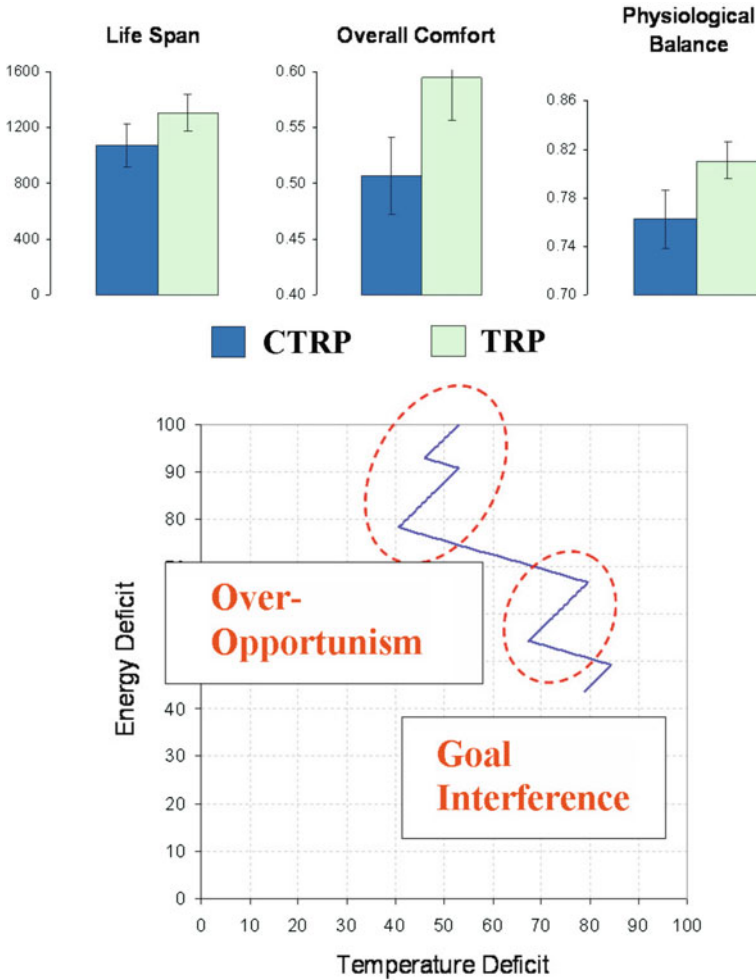 Life Span
Overall Comfort
Physiological
Balance
1600
1200
800
400
0
0.60
0.55
0.50
0.45
0.40
0.86
0.82
0.78
0.74
0.70
CTRP
TRP
100
90
80
Over-
Opportunism
Energy Deficit
40
30
20
10
0
Goal
Interference
0 10 20 30 40 50 60 70 80 90 100
Temperature Deficit